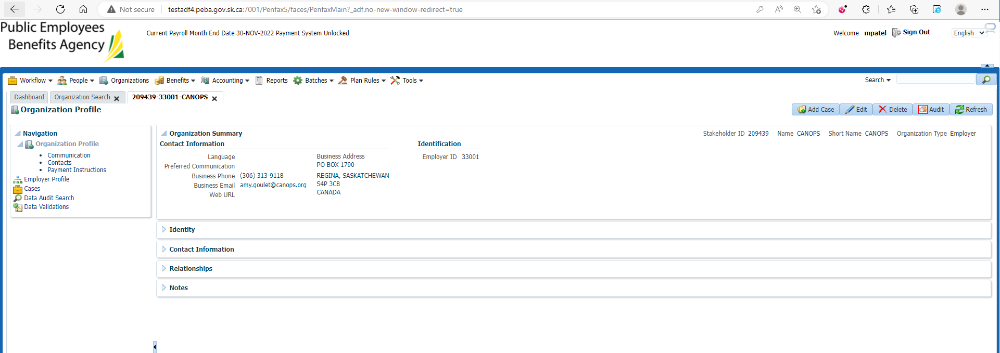 Not secure | testadf4.peba.gov.sk.ca:7001/Penfax5/faces/PenfaxMain?_adf.no-new-window-redirect=true
Public Employees
Benefits Agency
Current Payroll Month End Date 30-NOV-2022 Payment System Unlocked
Welcome mpatel Sign Out English
Workflow People Organizations Benefits Accounting Reports Batches Plan Rules Tools Search
Dashboard Organization Search 209439-33001-CANOPS
Organization Profile
Add Case Edit Delete Audit Refresh
Navigation
Organization Profile
Communication
Contacts
Payment Instructions
Employer Profile
Cases
Data Audit Search
Data Validations
Organization Summary
Stakeholder ID 209439 Name CANOPS Short Name CANOPS Organization Type Employer
Contact Information
Language
Preferred Communication
Business Phone (306) 313-9118
Business Email amy.goulet@canops.org
Web URL
Business Address
PO BOX 1790
REGINA, SASKATCHEWAN
S4P 3C8
CANADA
Identification
Employer ID 33001
Identity
Contact Information
Relationships
Notes